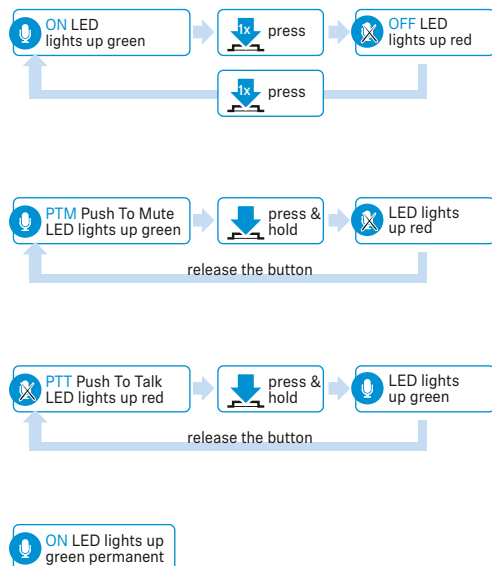 ON LED
lights up green
1x press
OFF LED
lights up red
1x press
PTM Push To Mute
LED lights up green
press &
hold
LED lights
up red
release the button
PTT Push To Talk
LED lights up red
press &
hold
LED lights
up green
release the button
ON LED lights up
green permanent